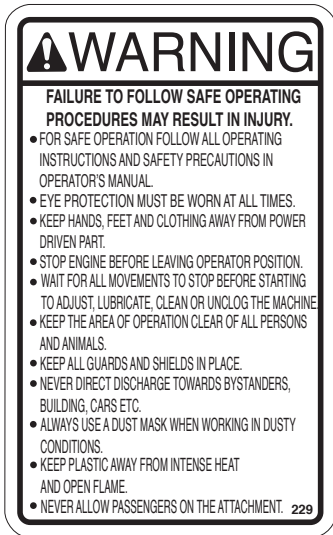 WARNING
FAILURE TO FOLLOW SAFE OPERATING
PROCEDURES MAY RESULT IN INJURY.
• FOR SAFE OPERATION FOLLOW ALL OPERATING
INSTRUCTIONS AND SAFETY PRECAUTIONS IN
OPERATOR'S MANUAL.
• EYE PROTECTION MUST BE WORN AT ALL TIMES.
• KEEP HANDS, FEET AND CLOTHING AWAY FROM POWER
DRIVEN PART.
• STOP ENGINE BEFORE LEAVING OPERATOR POSITION.
• WAIT FOR ALL MOVEMENTS TO STOP BEFORE STARTING
TO ADJUST, LUBRICATE, CLEAN OR UNCLOG THE MACHINE.
• KEEP THE AREA OF OPERATION CLEAR OF ALL PERSONS
AND ANIMALS.
• KEEP ALL GUARDS AND SHIELDS IN PLACE.
• NEVER DIRECT DISCHARGE TOWARDS BYSTANDERS,
BUILDING, CARS ETC.
• ALWAYS USE A DUST MASK WHEN WORKING IN DUSTY
CONDITIONS.
• KEEP PLASTIC AWAY FROM INTENSE HEAT
AND OPEN FLAME.
• NEVER ALLOW PASSENGERS ON THE ATTACHMENT. 229